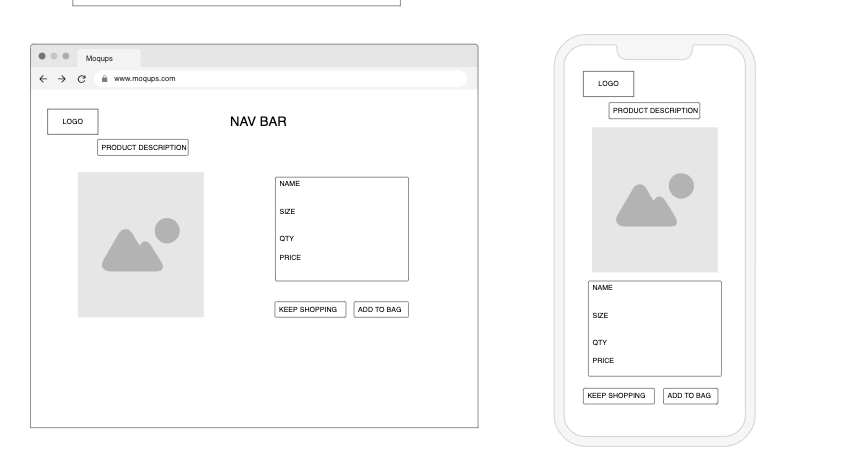 Moqups
www.moqups.com
LOGO
NAV BAR
PRODUCT DESCRIPTION
NAME
SIZE
QTY
PRICE
KEEP SHOPPING
ADD TO BAG
LOGO
PRODUCT DESCRIPTION
NAME
SIZE
QTY
PRICE
KEEP SHOPPING
ADD TO BAG